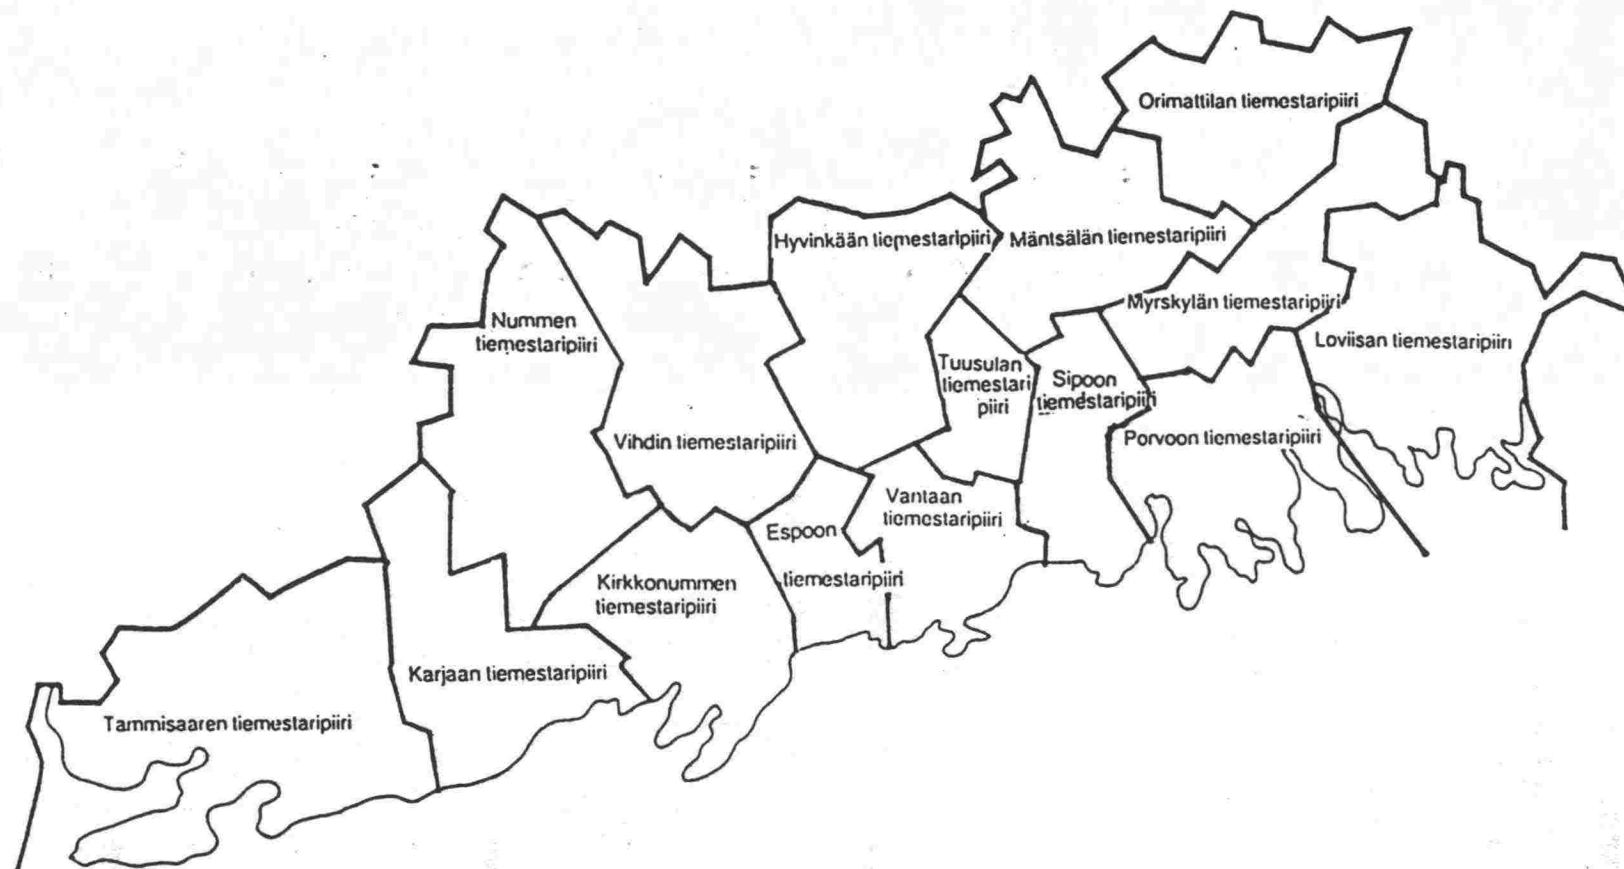 Orimattilan tiemestaripiiri
Hyvinkään tiemestaripiiri
Mäntsälän tiemestaripiiri
Myrskylän tiemestaripiiri
Nummen
tiemestaripiiri
Loviisan tiemestaripiiri
Tuusulan
tiemestari
piiri
Sipoon
tiemestaripiiri
Vihdin tiemestaripiiri
Porvoon tiemestaripiiri
Vantaan
tiemestaripiiri
Espoon
tiemestaripiiri
Kirkkonummen
tiemestaripiiri
Karjaan tiemestaripiiri
Tammisaaren tiemestaripiiri